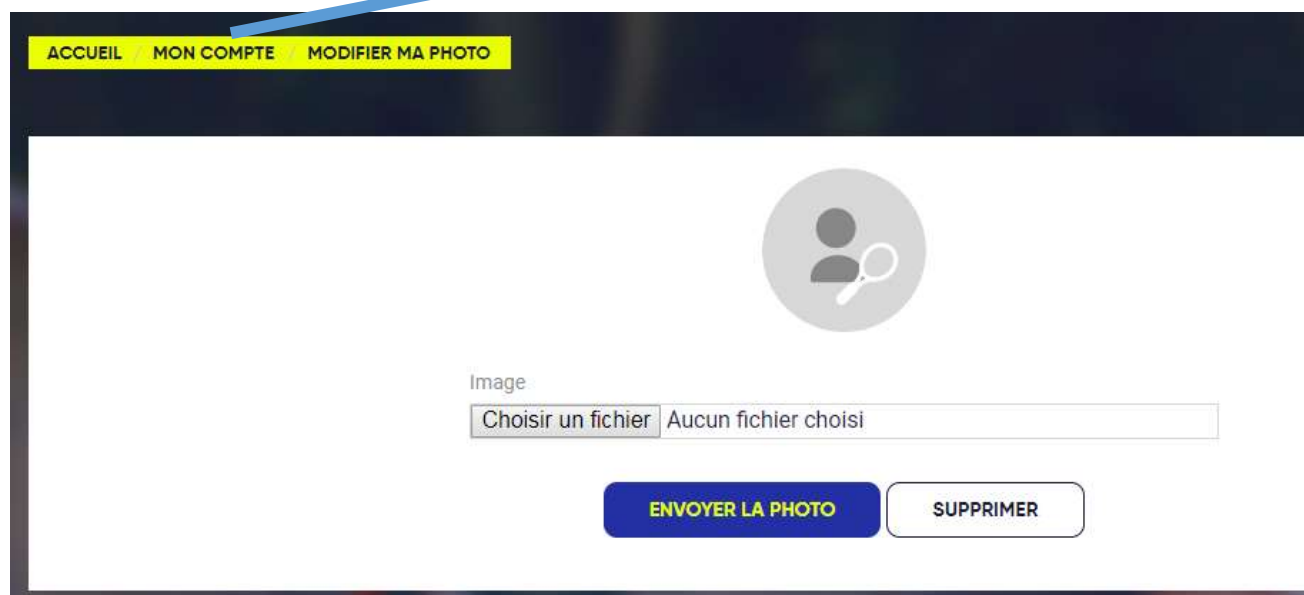 ACCUEIL / MON COMPTE / MODIFIER MA PHOTO
Image
Choisir un fichier Aucun fichier choisi
ENVOYER LA PHOTO SUPPRIMER